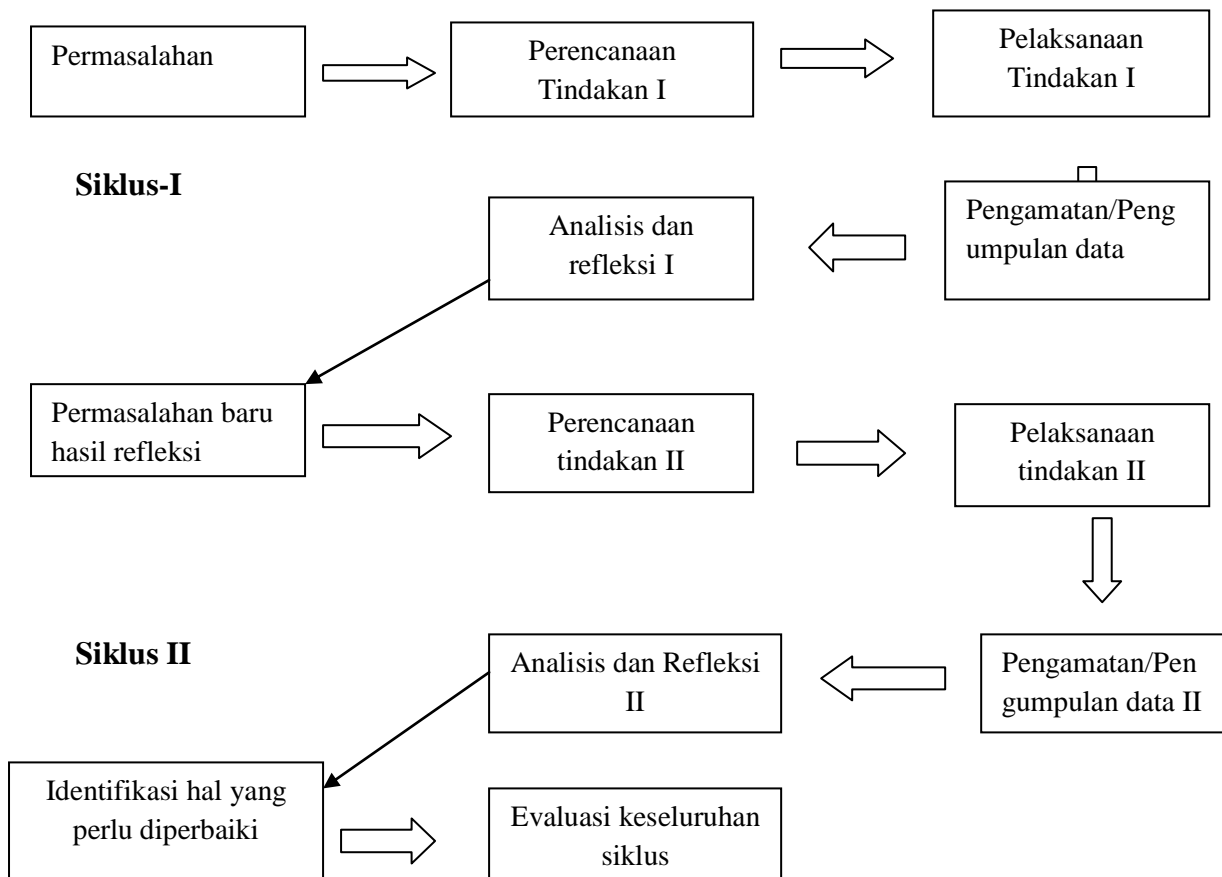 Permasalahan
Perencanaan
Tindakan I
Pelaksanaan
Tindakan I
Siklus-I
Pengamatan/Peng
umpulan data
Analisis dan
refleksi I
Permasalahan baru
hasil refleksi
Perencanaan
tindakan II
Pelaksanaan
tindakan II
Siklus II
Pengamatan/Pen
gumpulan data II
Analisis dan Refleksi
II
Identifikasi hal yang
perlu diperbaiki
Evaluasi keseluruhan
siklus